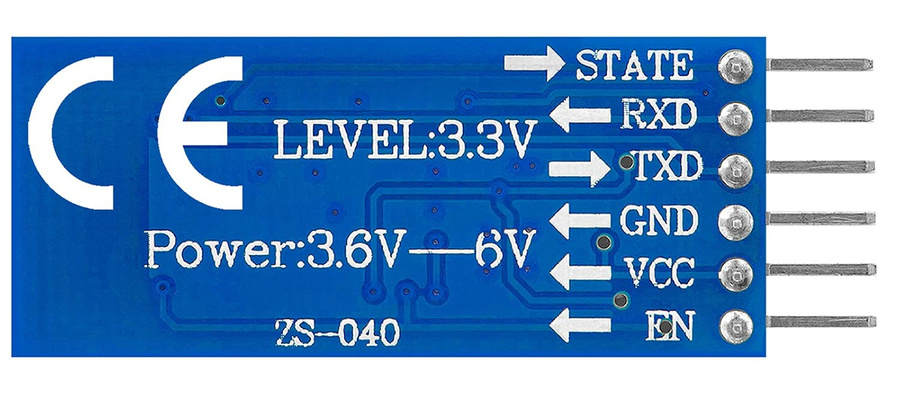 CE
STATE
RXD
LEVEL:3.3V
TXD
GND
Power:3.6V—6V
VCC
EN
ZS-040